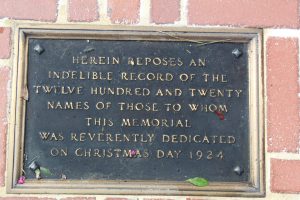 HEREIN REPOSES AN
INDELIBLE RECORD OF THE
TWELVE HUNDRED AND TWENTY
NAMES OF THOSE TO WHOM
THIS MEMORIAL
WAS REVERENTLY DEDICATED
ON CHRISTMAS DAY 1924